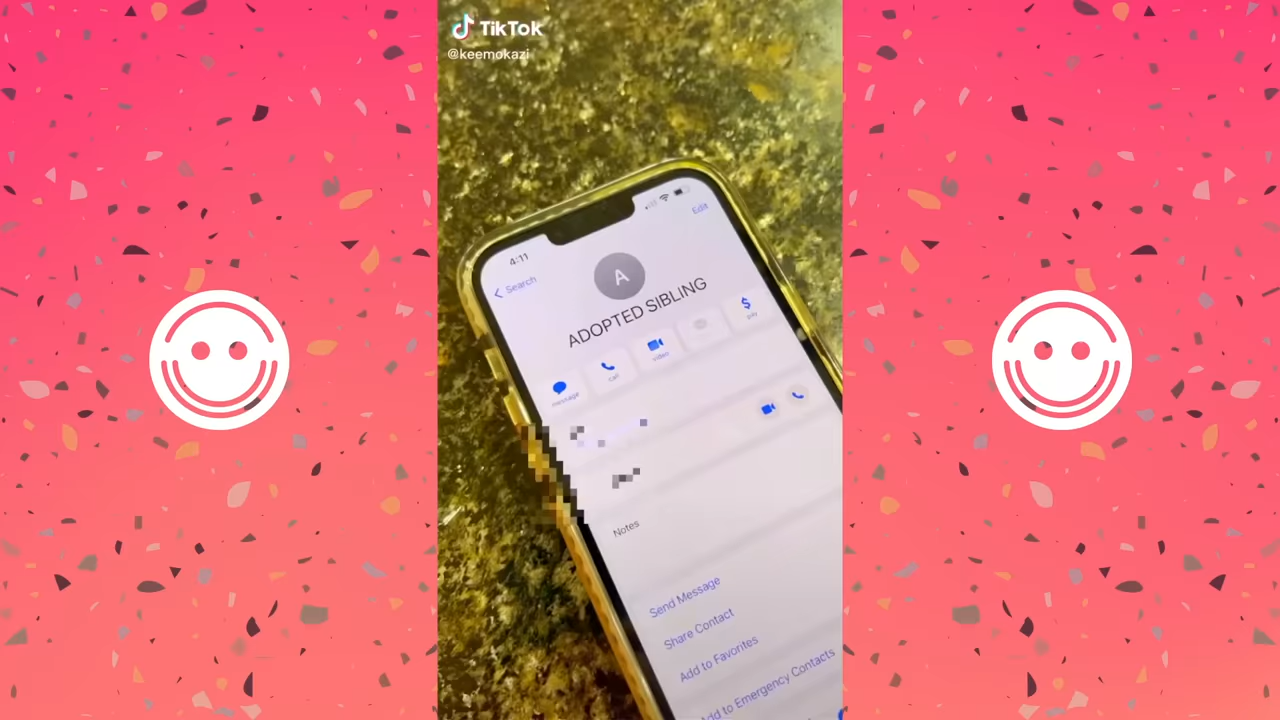 TikTok
@keemokazi
4:11
Edit
Search
A
ADOPTED SIBLING
message
call
video
pay
Notes
Send Message
Share Contact
Add to Favorites
Add to Emergency Contacts